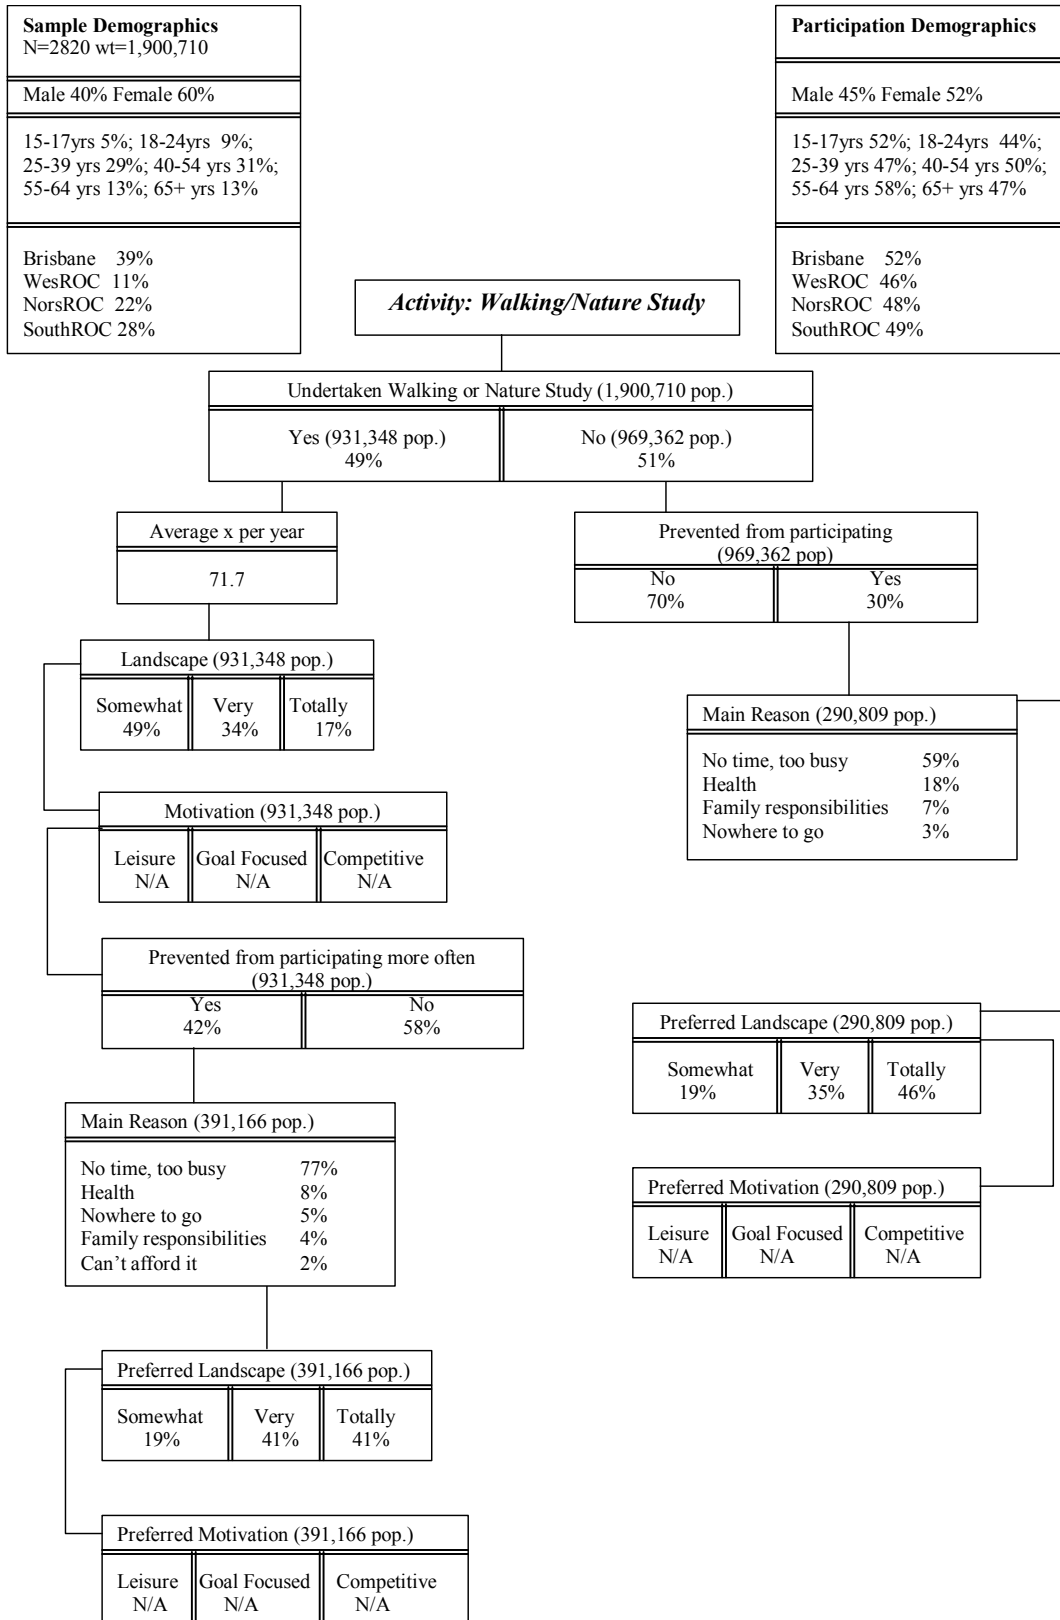 Sample Demographics
N=2820 wt=1,900,710
Male 40% Female 60%
15-17yrs 5%; 18-24yrs 9%;
25-39 yrs 29%; 40-54 yrs 31%;
55-64 yrs 13%; 65+ yrs 13%
Brisbane 39%
WesROC 11%
NorsROC 22%
SouthROC 28%
Participation Demographics
Male 45% Female 52%
15-17yrs 52%; 18-24yrs 44%;
25-39 yrs 47%; 40-54 yrs 50%;
55-64 yrs 58%; 65+ yrs 47%
Brisbane 52%
WesROC 46%
NorsROC 48%
SouthROC 49%
Activity: Walking/Nature Study
Undertaken Walking or Nature Study (1,900,710 pop.)
Yes (931,348 pop.)
49%
No (969,362 pop.)
51%
Average x per year
71.7
Landscape (931,348 pop.)
Somewhat Very Totally
49% 34% 17%
Motivation (931,348 pop.)
Leisure Goal Focused Competitive
N/A N/A N/A
Prevented from participating more often
(931,348 pop.)
Yes No
42% 58%
Main Reason (391,166 pop.)
No time, too busy 77%
Health 8%
Nowhere to go 5%
Family responsibilities 4%
Can't afford it 2%
Preferred Landscape (391,166 pop.)
Somewhat Very Totally
19% 41% 41%
Preferred Motivation (391,166 pop.)
Leisure Goal Focused Competitive
N/A N/A N/A
Prevented from participating
(969,362 pop)
No Yes
70% 30%
Main Reason (290,809 pop.)
No time, too busy 59%
Health 18%
Family responsibilities 7%
Nowhere to go 3%
Preferred Landscape (290,809 pop.)
Somewhat Very Totally
19% 35% 46%
Preferred Motivation (290,809 pop.)
Leisure Goal Focused Competitive
N/A N/A N/A